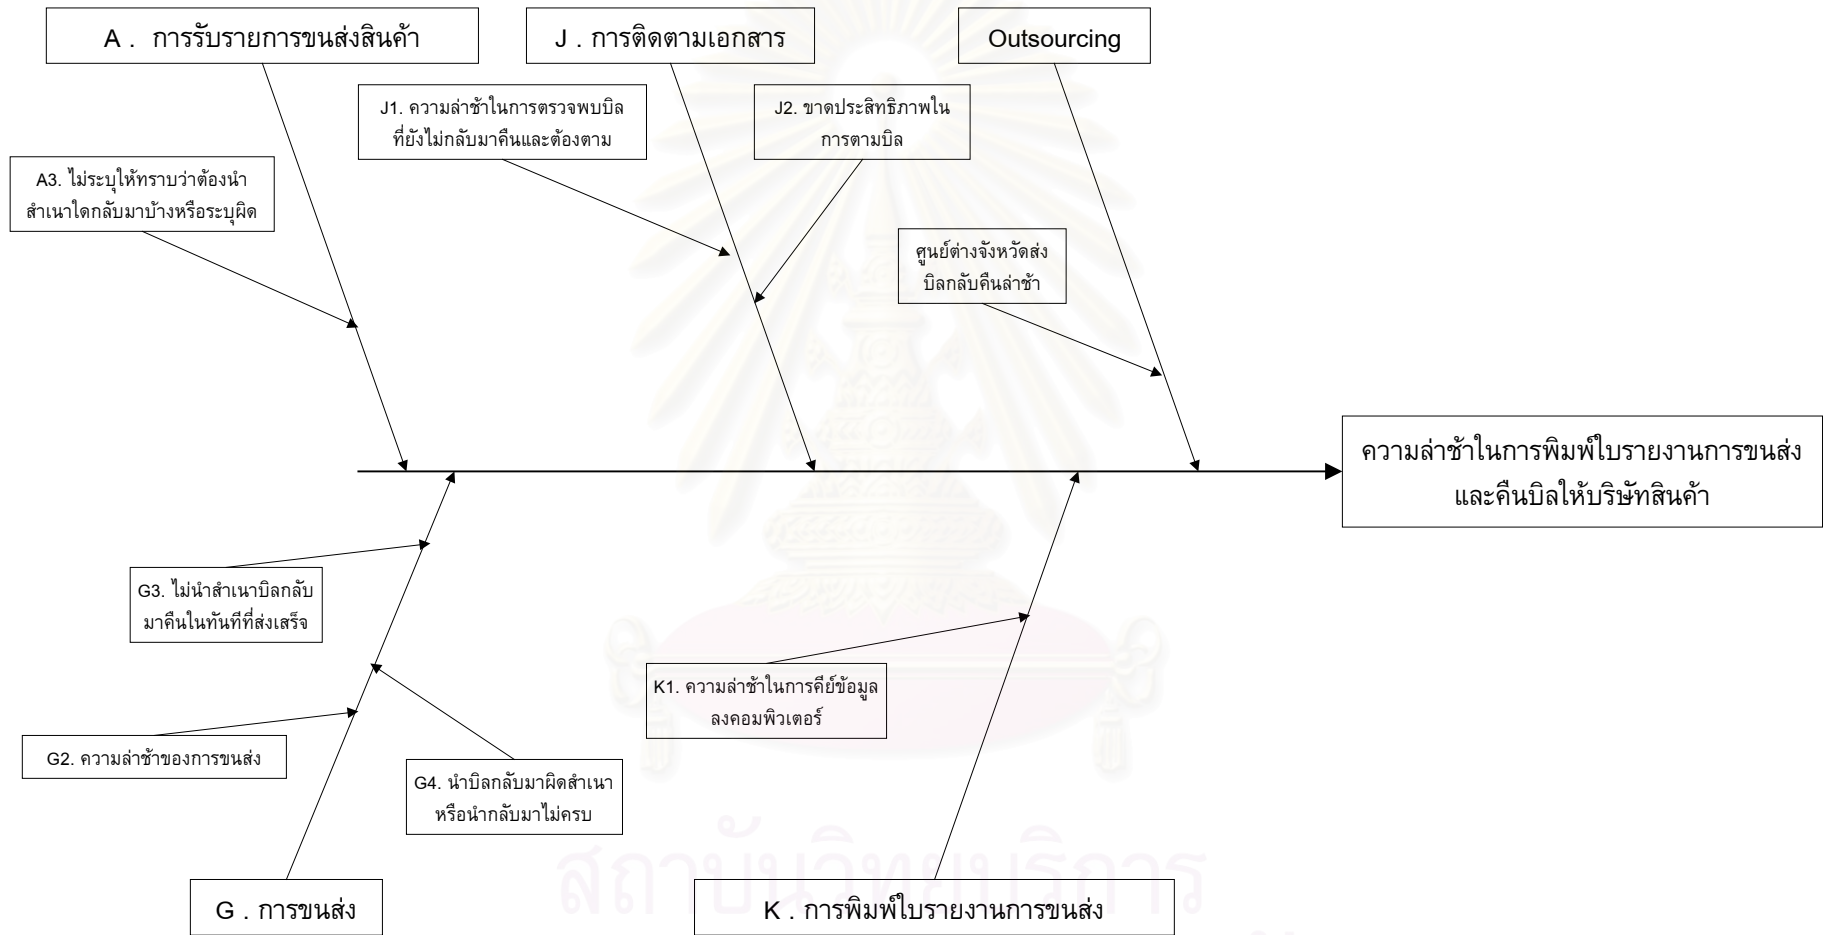 A . การรับรายการขนส่งสินค้า
J . การติดตามเอกสาร
Outsourcing
J1. ความล่าช้าในการตรวจพบบิล
ที่ยังไม่กลับมาคืนและต้องตาม
J2. ขาดประสิทธิภาพใน
การตามบิล
A3. ไม่ระบุให้ทราบว่าต้องนำ
สำเนาใดกลับมาบ้างหรือระบุผิด
ศูนย์ต่างจังหวัดส่ง
บิลกลับคืนล่าช้า
ความล่าช้าในการพิมพ์ใบรายงานการขนส่ง
และคืนบิลให้บริษัทสินค้า
G3. ไม่นำสำเนาบิลกลับ
มาคืนในทันทีที่ส่งเสร็จ
K1. ความล่าช้าในการคีย์ข้อมูล
ลงคอมพิวเตอร์
G2. ความล่าช้าของการขนส่ง
G4. นำบิลกลับมาผิดสำเนา
หรือนำกลับมาไม่ครบ
สถาบันวิทยบริการ
G . การขนส่ง
K . การพิมพ์ใบรายงานการขนส่ง